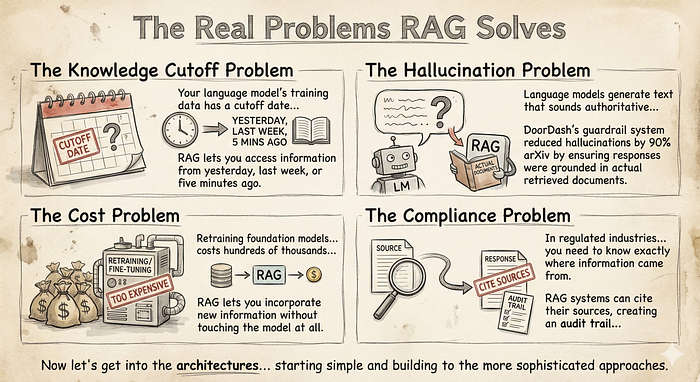 The Real Problems RAG Solves
The Knowledge Cutoff Problem
CUTOFF
DATE
?
Your language model's training
data has a cutoff date...
YESTERDAY,
LAST WEEK,
5 MINS AGO
RAG lets you access information
from yesterday, last week, or
five minutes ago.
The Hallucination Problem
?
LM
RAG
ACTUAL
DOCUMENTS
Language models generate text
that sounds authoritative...
DoorDash's guardrail system
reduced hallucinations by 90%
arXiv by ensuring responses
were grounded in actual
retrieved documents.
The Cost Problem
$
$
$
$
$
RETRAINING/
FINE-TUNING
TOO EXPENSIVE
Retraining foundation models...
costs hundreds of thousands...
RAG
$
RAG lets you incorporate
new information without
touching the model at all.
The Compliance Problem
SOURCE
RESPONSE
CITE SOURCES
AUDIT
TRAIL
In regulated industries...
you need to know exactly
where information came
from.
RAG systems can cite
their sources, creating
an audit trail...
Now let's get into the architectures... starting simple and building to the more sophisticated approaches.